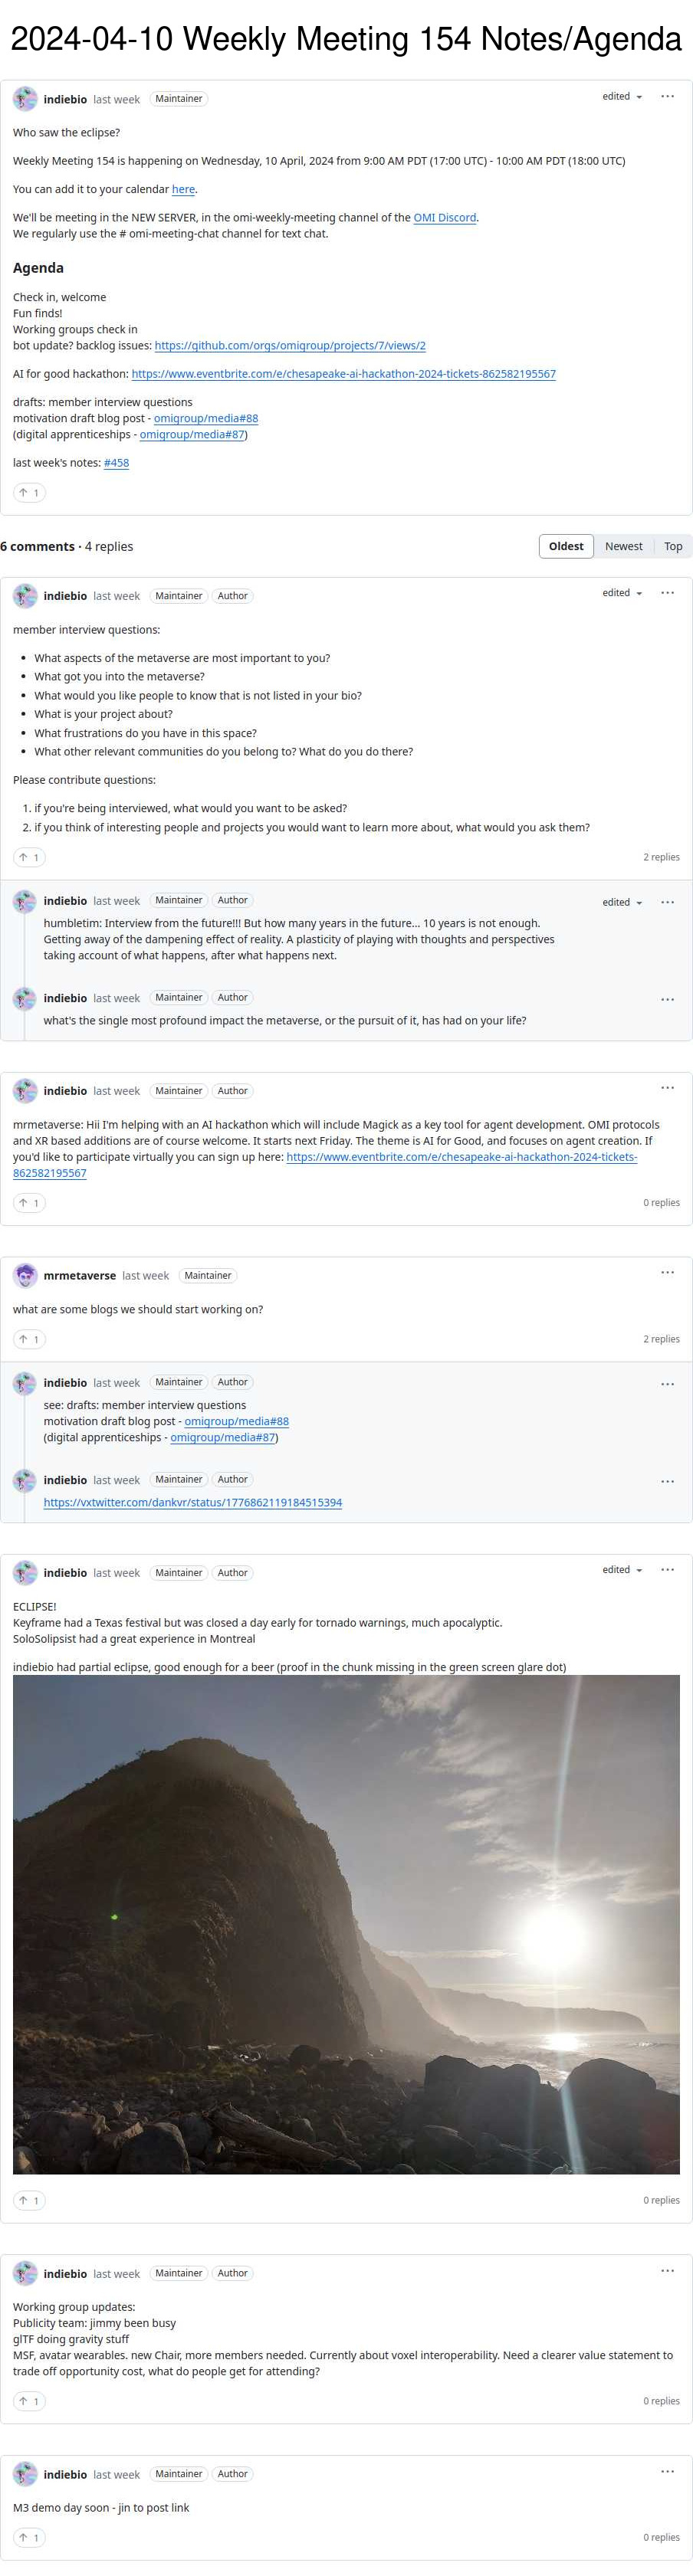 2024-04-10 Weekly Meeting 154 Notes/Agenda
indiebio last week Maintainer edited
Who saw the eclipse?
Weekly Meeting 154 is happening on Wednesday, 10 April, 2024 from 9:00 AM PDT (17:00 UTC) - 10:00 AM PDT (18:00 UTC)
You can add it to your calendar here.
We'll be meeting in the NEW SERVER, in the omi-weekly-meeting channel of the OMI Discord.
We regularly use the # omi-meeting-chat channel for text chat.
Agenda
Check in, welcome
Fun finds!
Working groups check in
bot update? backlog issues: https://github.com/orgs/omigroup/projects/7/views/2
AI for good hackathon: https://www.eventbrite.com/e/chesapeake-ai-hackathon-2024-tickets-862582195567
drafts: member interview questions
motivation draft blog post - omigroup/media#88
(digital apprenticeships - omigroup/media#87)
last week's notes: #458
1
6 comments · 4 replies
Oldest Newest Top
indiebio last week Maintainer Author edited
member interview questions:
• What aspects of the metaverse are most important to you?
• What got you into the metaverse?
• What would you like people to know that is not listed in your bio?
• What is your project about?
• What frustrations do you have in this space?
• What other relevant communities do you belong to? What do you do there?
Please contribute questions:
1. if you're being interviewed, what would you want to be asked?
2. if you think of interesting people and projects you would want to learn more about, what would you ask them?
1 2 replies
indiebio last week Maintainer Author edited
humbletim: Interview from the future!!! But how many years in the future... 10 years is not enough.
Getting away of the dampening effect of reality. A plasticity of playing with thoughts and perspectives
taking account of what happens, after what happens next.
indiebio last week Maintainer Author
what's the single most profound impact the metaverse, or the pursuit of it, has had on your life?
indiebio last week Maintainer Author
mrmetaverse: Hii I'm helping with an AI hackathon which will include Magick as a key tool for agent development. OMI protocols
and XR based additions are of course welcome. It starts next Friday. The theme is AI for Good, and focuses on agent creation. If
you'd like to participate virtually you can sign up here: https://www.eventbrite.com/e/chesapeake-ai-hackathon-2024-tickets-
862582195567
1 0 replies
mrmetaverse last week Maintainer
what are some blogs we should start working on?
1 2 replies
indiebio last week Maintainer Author
see: drafts: member interview questions
motivation draft blog post - omigroup/media#88
(digital apprenticeships - omigroup/media#87)
indiebio last week Maintainer Author
https://vxtwitter.com/dankvr/status/1776862119184515394
indiebio last week Maintainer Author edited
ECLIPSE!
Keyframe had a Texas festival but was closed a day early for tornado warnings, much apocalyptic.
SoloSolipsist had a great experience in Montreal
indiebio had partial eclipse, good enough for a beer (proof in the chunk missing in the green screen glare dot)
1 0 replies
indiebio last week Maintainer Author
Working group updates:
Publicity team: jimmy been busy
glTF doing gravity stuff
MSF, avatar wearables. new Chair, more members needed. Currently about voxel interoperability. Need a clearer value statement to
trade off opportunity cost, what do people get for attending?
1 0 replies
indiebio last week Maintainer Author
M3 demo day soon - jin to post link
1 0 replies